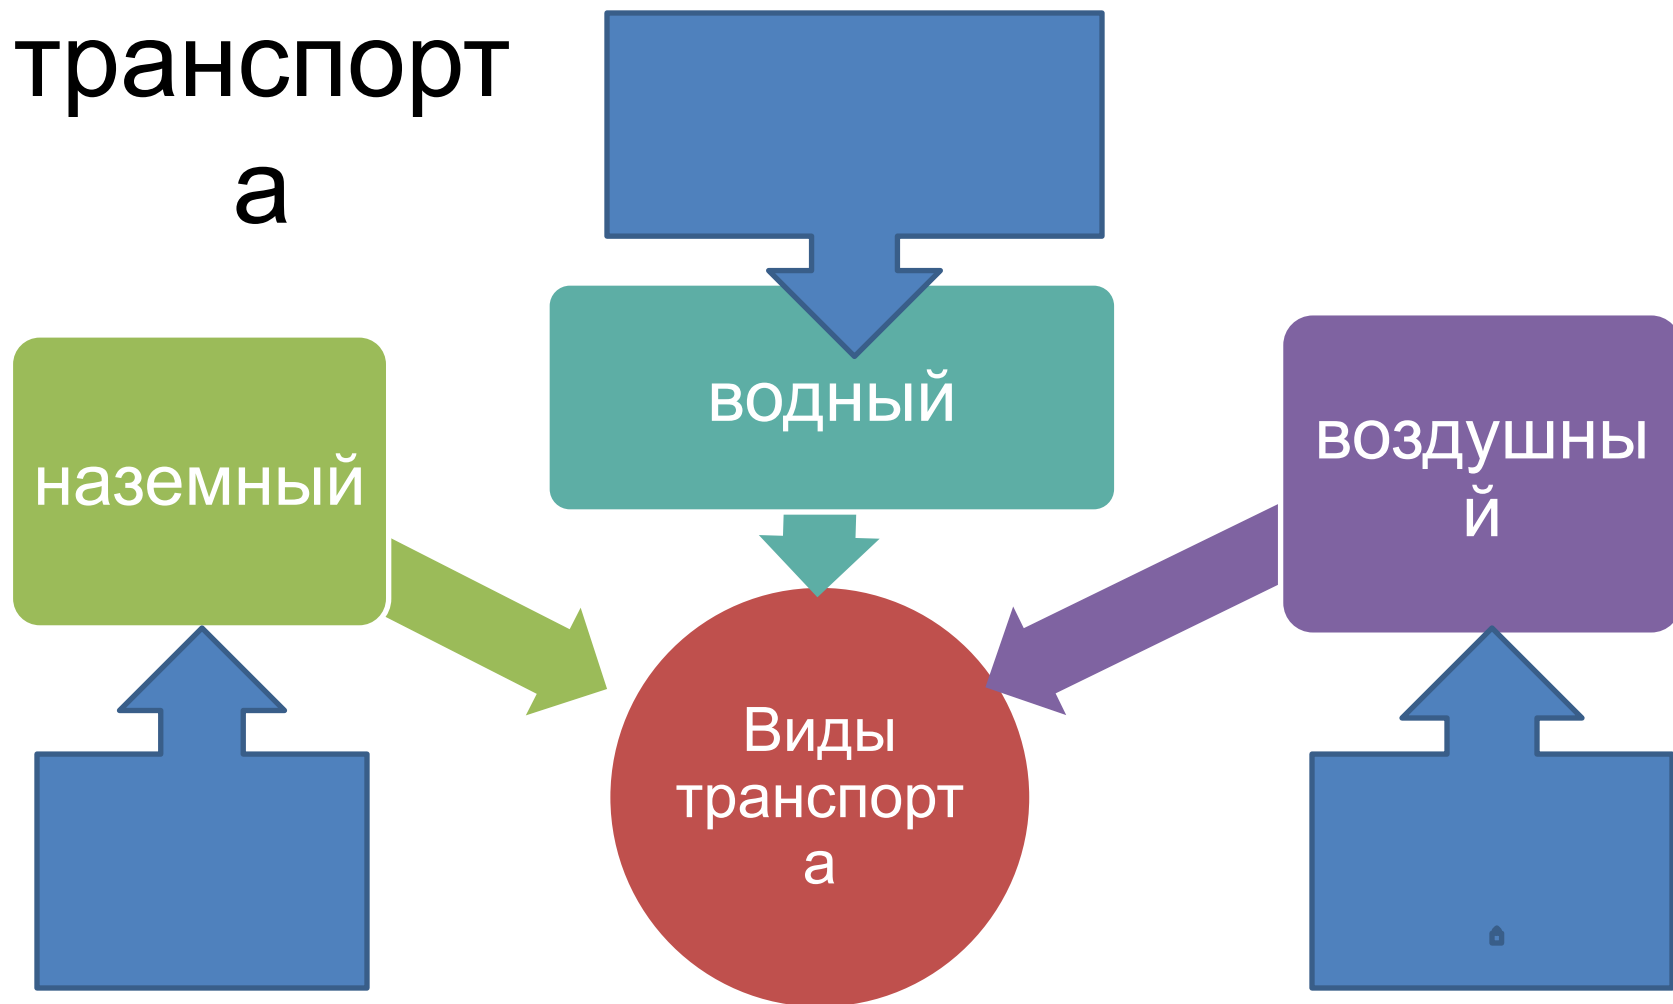 транспорт
а
водный
наземный
воздушны
й
Виды
транспорт
а